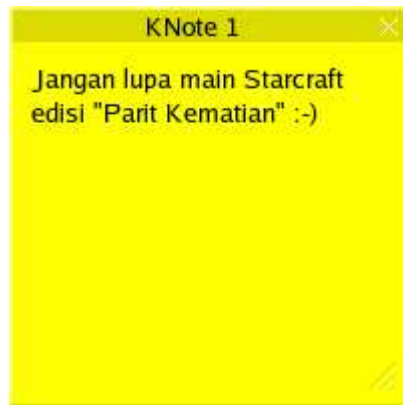 KNote 1
Jangan lupa main Starcraft
edisi "Parit Kematian" :-)